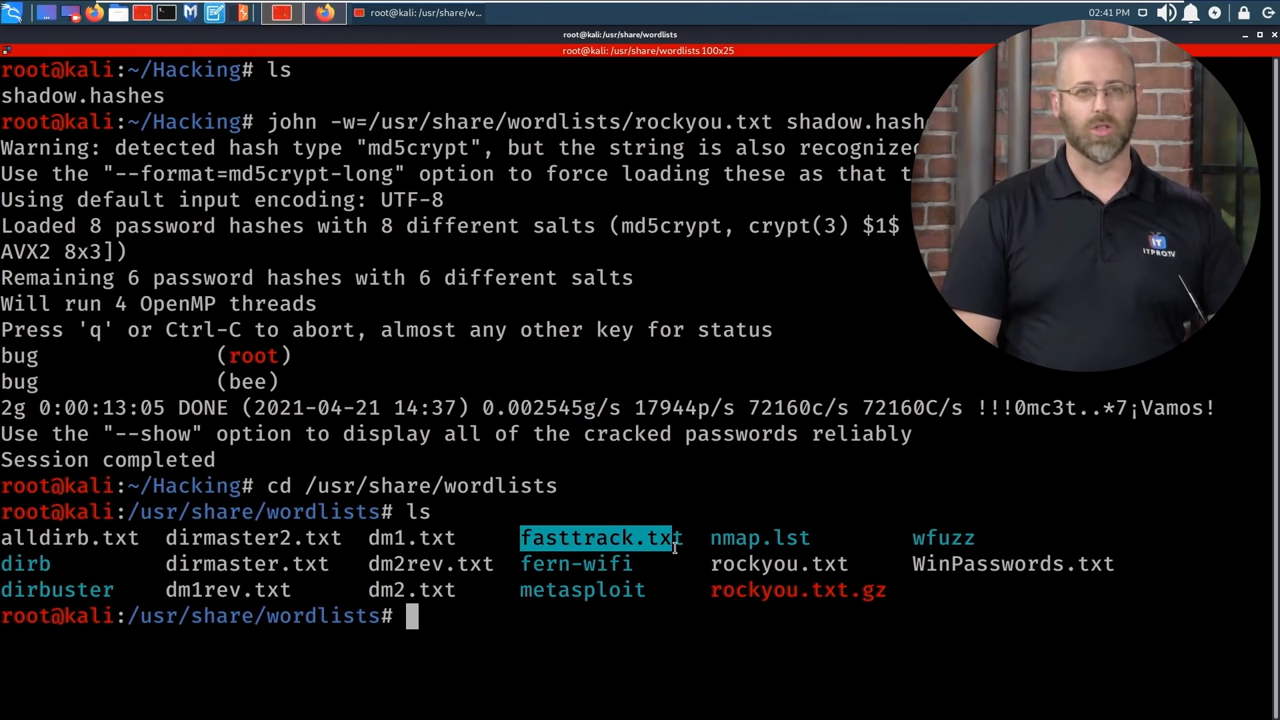 root@kali: /usr/share/w...
02:41 PM
root@kali: /usr/share/wordlists
root@kali: /usr/share/wordlists 100x25
root@kali:~/Hacking# ls
shadow.hashes
root@kali:~/Hacking# john -w=/usr/share/wordlists/rockyou.txt shadow.hash
Warning: detected hash type "md5crypt", but the string is also recognized
Use the "--format=md5crypt-long" option to force loading these as that t
Using default input encoding: UTF-8
Loaded 8 password hashes with 8 different salts (md5crypt, crypt(3) $1$
AVX2 8x3])
Remaining 6 password hashes with 6 different salts
Will run 4 OpenMP threads
Press 'q' or Ctrl-C to abort, almost any other key for status
bug (root)
bug (bee)
2g 0:00:13:05 DONE (2021-04-21 14:37) 0.002545g/s 17944p/s 72160c/s 72160C/s !!!0mc3t..*7¡Vamos!
Use the "--show" option to display all of the cracked passwords reliably
Session completed
root@kali:~/Hacking# cd /usr/share/wordlists
root@kali:/usr/share/wordlists# ls
alldirb.txt dirmaster2.txt dm1.txt fasttrack.txt nmap.lst wfuzz
dirb dirmaster.txt dm2rev.txt fern-wifi rockyou.txt WinPasswords.txt
dirbuster dm1rev.txt dm2.txt metasploit rockyou.txt.gz
root@kali:/usr/share/wordlists#
IT
ITPRO.TV